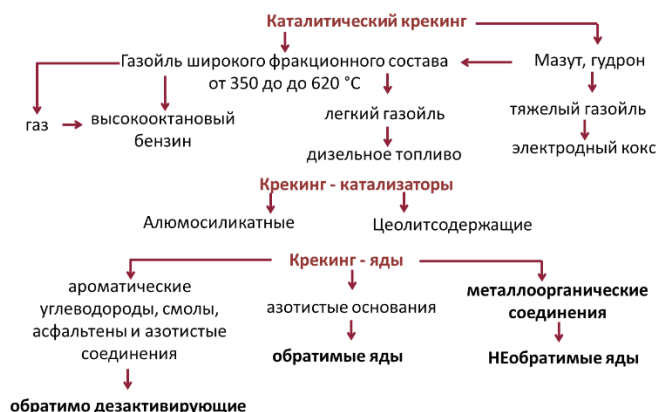 Каталитический крекинг
Газойль широкого фракционного состава
от 350 до до 620 °С
Мазут, гудрон
газ
высокооктановый
бензин
легкий газойль
тяжелый газойль
дизельное топливо
электродный кокс
Крекинг - катализаторы
Алюмосиликатные
Цеолитсодержащие
Крекинг - яды
ароматические
углеводороды, смолы,
асфальтены и азотистые
соединения
азотистые основания
металлоорганические
соединения
обратимые яды
НЕобратимые яды
обратимо дезактивирующие